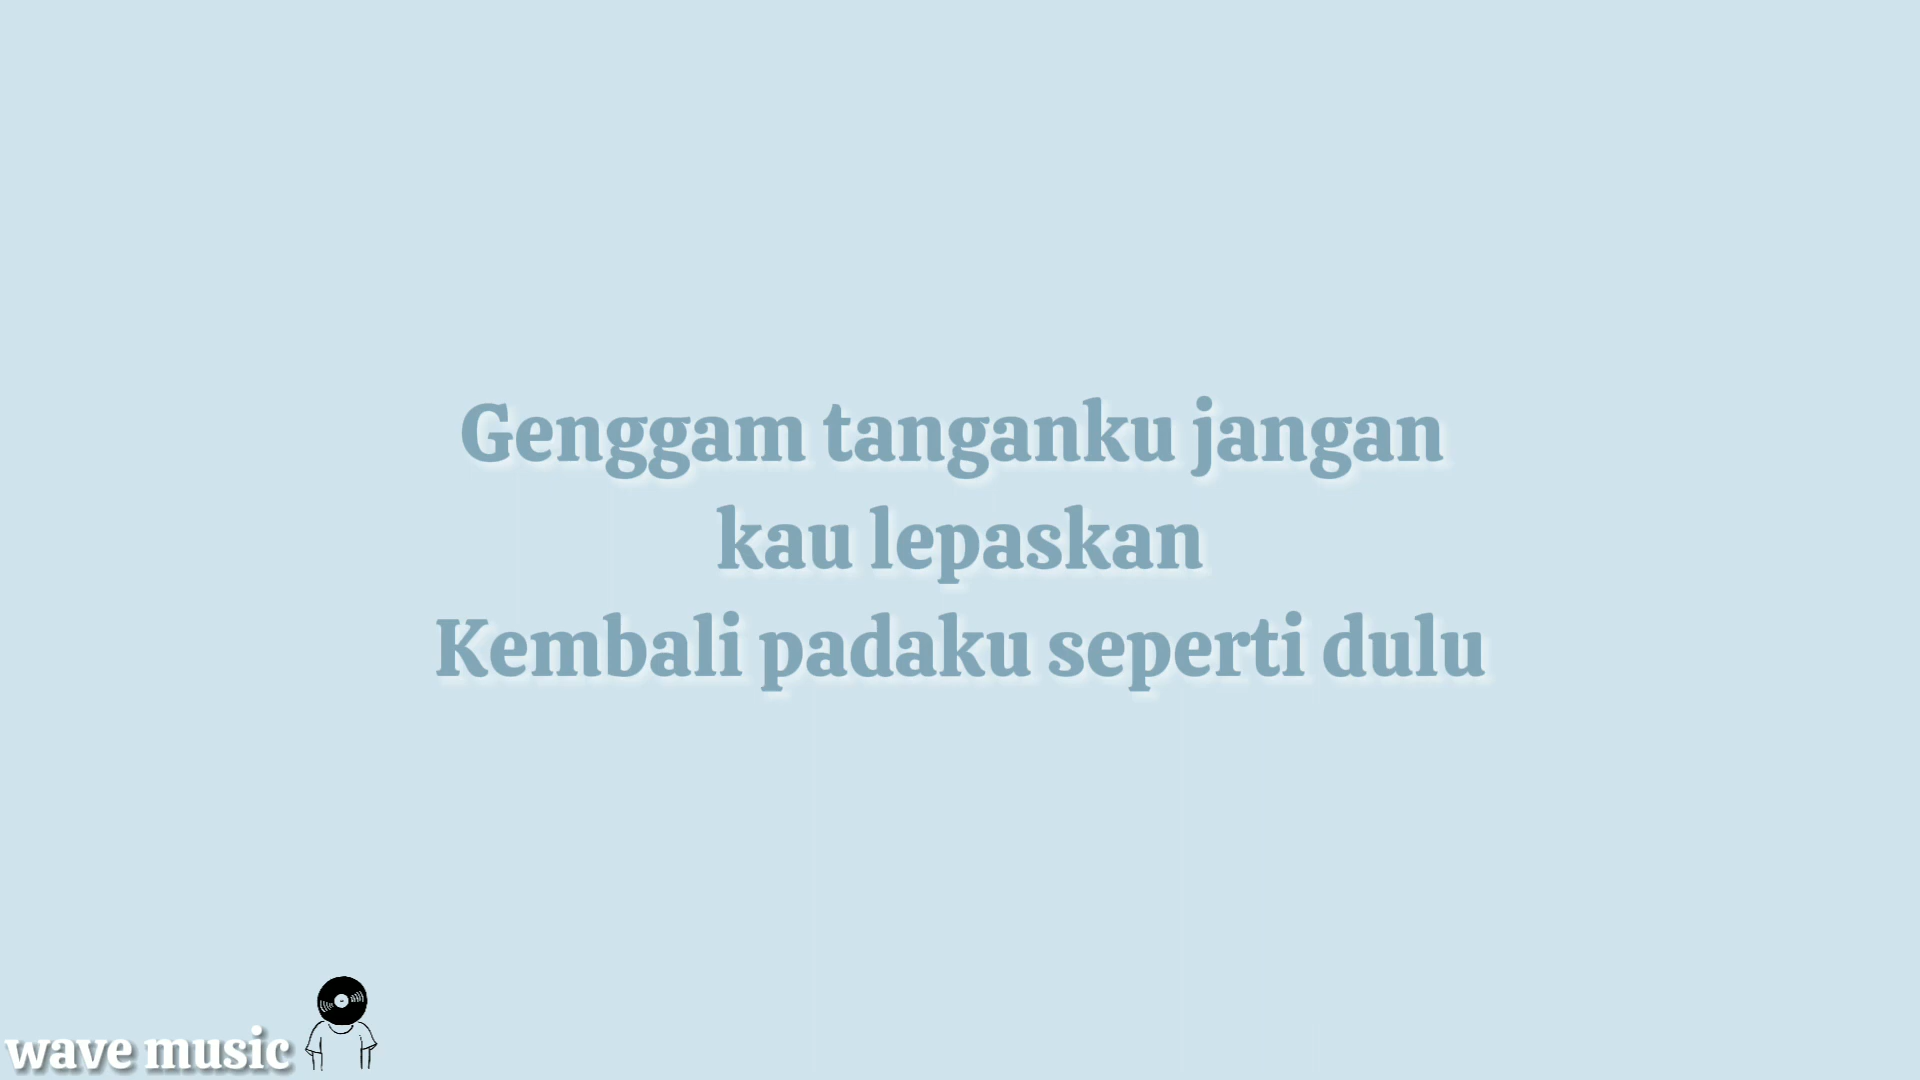 Genggam tanganku jangan
kau lepaskan
Kembali padaku seperti dulu
wave music